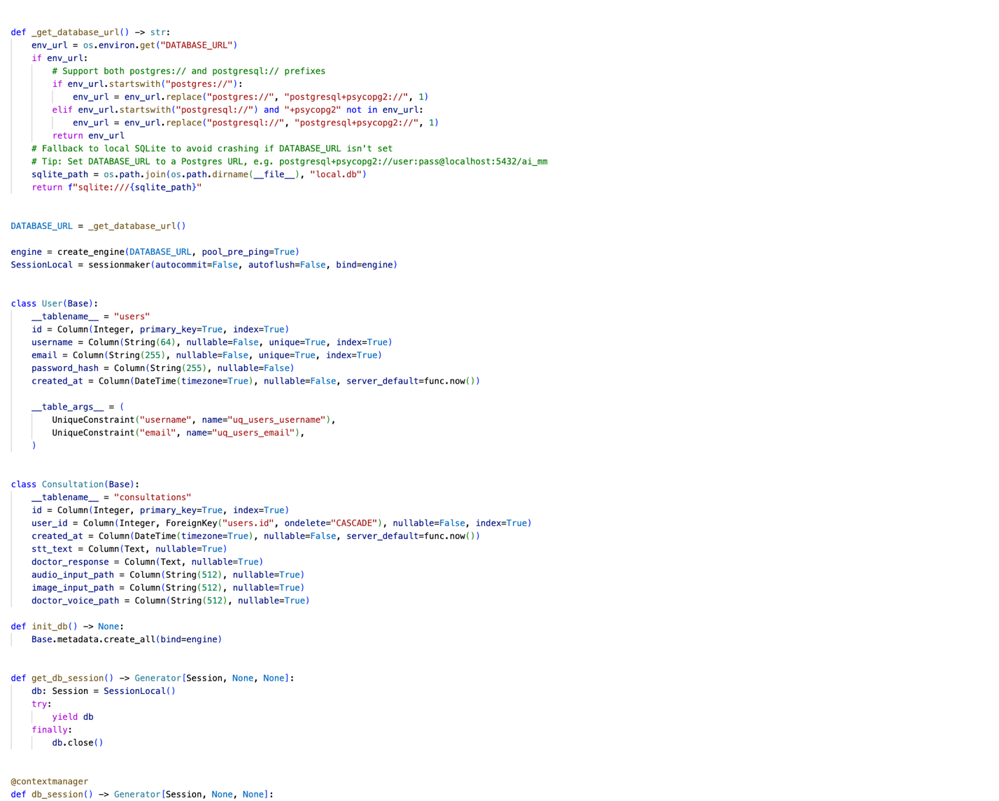 def _get_database_url() -> str:
    env_url = os.environ.get("DATABASE_URL")
    if env_url:
        # Support both postgres:// and postgresql:// prefixes
        if env_url.startswith("postgres://"):
            env_url = env_url.replace("postgres://", "postgresql+psycopg2://", 1)
        elif env_url.startswith("postgresql://") and "+psycopg2" not in env_url:
            env_url = env_url.replace("postgresql://", "postgresql+psycopg2://", 1)
        return env_url
    # Fallback to local SQLite to avoid crashing if DATABASE_URL isn't set
    # Tip: Set DATABASE_URL to a Postgres URL, e.g. postgresql+psycopg2://user:pass@localhost:5432/ai_mm
    sqlite_path = os.path.join(os.path.dirname(__file__), "local.db")
    return f"sqlite:///{sqlite_path}"
DATABASE_URL = _get_database_url()
engine = create_engine(DATABASE_URL, pool_pre_ping=True)
SessionLocal = sessionmaker(autocommit=False, autoflush=False, bind=engine)
class User(Base):
    __tablename__ = "users"
    id = Column(Integer, primary_key=True, index=True)
    username = Column(String(64), nullable=False, unique=True, index=True)
    email = Column(String(255), nullable=False, unique=True, index=True)
    password_hash = Column(String(255), nullable=False)
    created_at = Column(DateTime(timezone=True), nullable=False, server_default=func.now())
    __table_args__ = (
        UniqueConstraint("username", name="uq_users_username"),
        UniqueConstraint("email", name="uq_users_email"),
    )
class Consultation(Base):
    __tablename__ = "consultations"
    id = Column(Integer, primary_key=True, index=True)
    user_id = Column(Integer, ForeignKey("users.id", ondelete="CASCADE"), nullable=False, index=True)
    created_at = Column(DateTime(timezone=True), nullable=False, server_default=func.now())
    stt_text = Column(Text, nullable=True)
    doctor_response = Column(Text, nullable=True)
    audio_input_path = Column(String(512), nullable=True)
    image_input_path = Column(String(512), nullable=True)
    doctor_voice_path = Column(String(512), nullable=True)
def init_db() -> None:
    Base.metadata.create_all(bind=engine)
def get_db_session() -> Generator[Session, None, None]:
    db: Session = SessionLocal()
    try:
        yield db
    finally:
        db.close()
@contextmanager
def db_session() -> Generator[Session, None, None]: